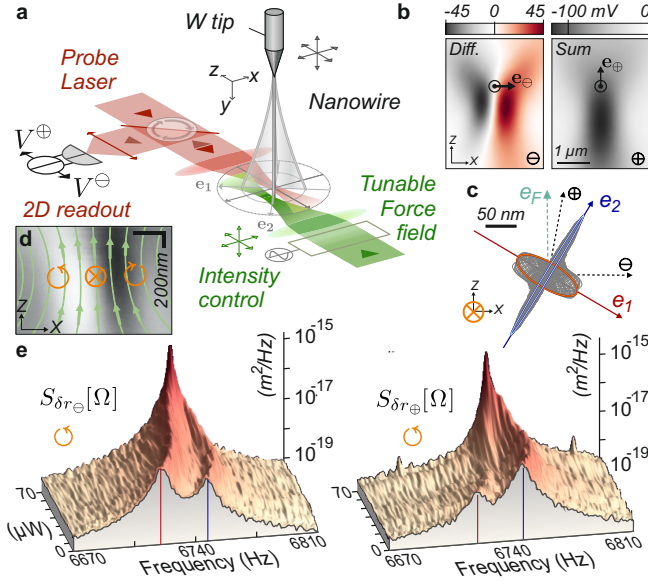 a
W tip
Probe
Laser
z
x
y
Nanowire
V⊕
V⊖
2D readout
e1
e2
Tunable
Force
field
Intensity
control
b
-45 0 45
-100 mV 0
Diff.
Sum
e⊖
e⊕
z
x
⊖
1 µm
⊕
c
50 nm
eF
⊕
e2
⊖
e1
z
x
d
200nm
z
x
e
Sδr⊖[Ω]
(m²/Hz)
10-15
10-17
10-19
70
(µW)
0
6670
6740
6810
Frequency (Hz)
Sδr⊕[Ω]
(m²/Hz)
10-15
10-17
10-19
70
0
6670
6740
6810
Frequency (Hz)